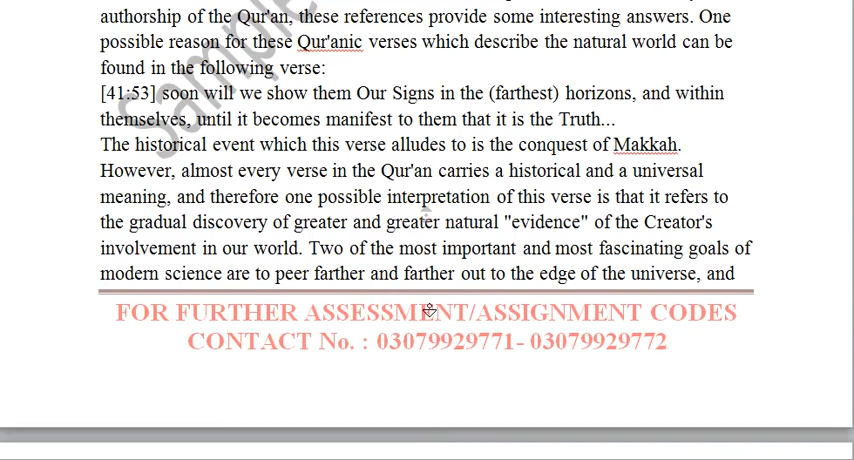 authorship of the Qur'an, these references provide some interesting answers. One
possible reason for these Qur'anic verses which describe the natural world can be
found in the following verse:
[41:53] soon will we show them Our Signs in the (farthest) horizons, and within
themselves, until it becomes manifest to them that it is the Truth...
The historical event which this verse alludes to is the conquest of Makkah.
However, almost every verse in the Qur'an carries a historical and a universal
meaning, and therefore one possible interpretation of this verse is that it refers to
the gradual discovery of greater and greater natural "evidence" of the Creator's
involvement in our world. Two of the most important and most fascinating goals of
modern science are to peer farther and farther out to the edge of the universe, and
FOR FURTHER ASSESSMENT/ASSIGNMENT CODES
CONTACT No. : 03079929771- 03079929772
Sample